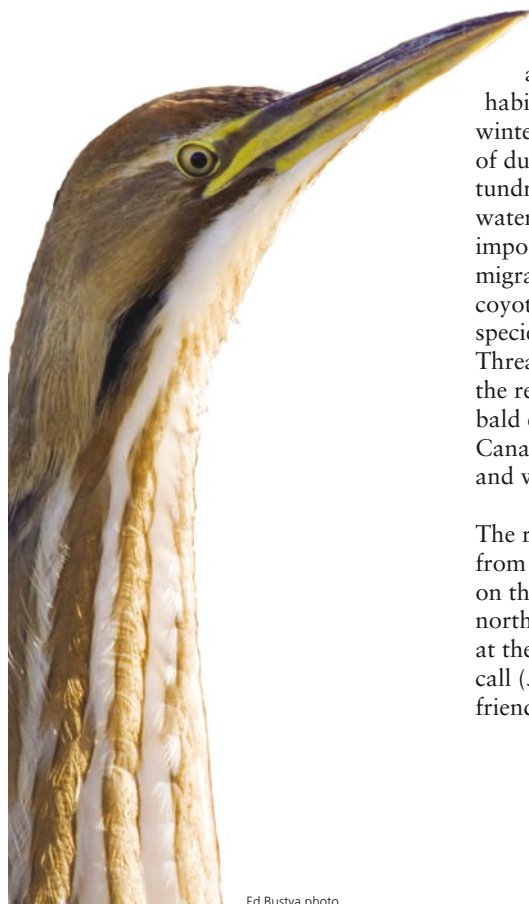 a
habi
winte
of du
tundr
water
impo
migra
coyot
specie
Threa
the re
bald
Cana
and w
The r
from
on th
north
at the
call (
friend
Ed Bustya photo